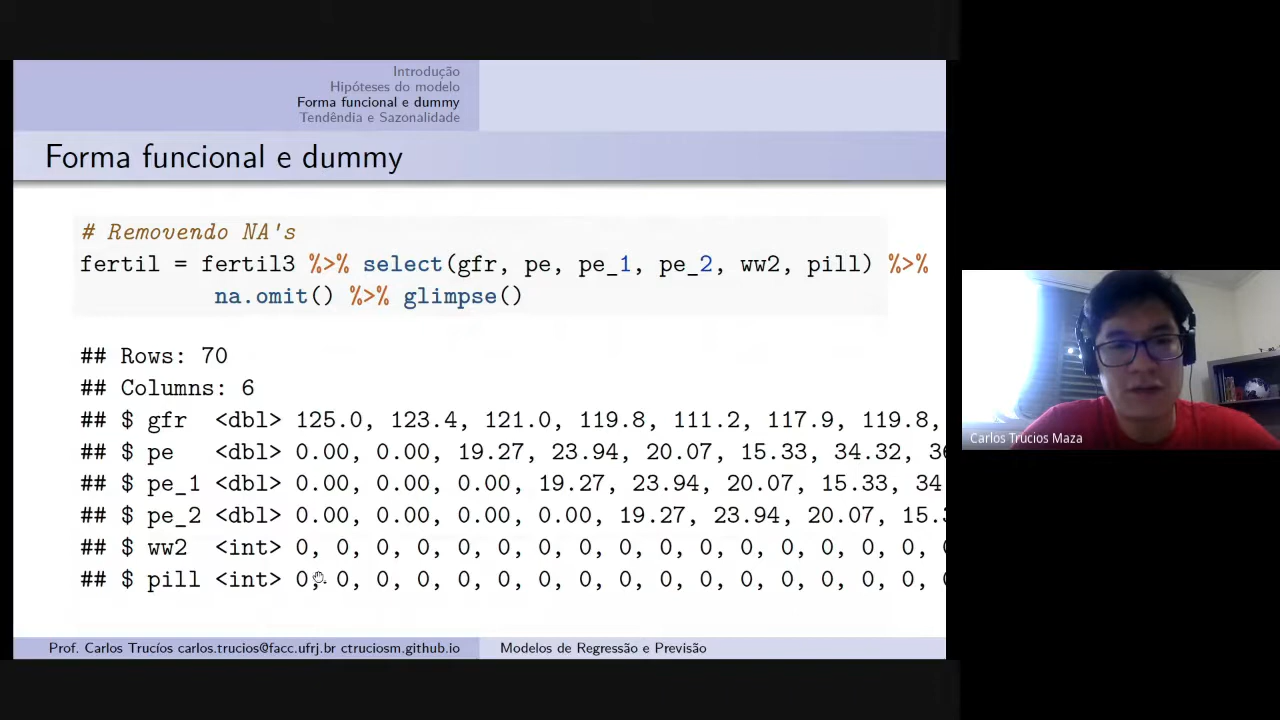 Introdução
Hipóteses do modelo
Forma funcional e dummy
Tendêndia e Sazonalidade
Forma funcional e dummy
# Removendo NA's
fertil = fertil3 %>% select(gfr, pe, pe_1, pe_2, ww2, pill) %>%
na.omit() %>% glimpse()
## Rows: 70
## Columns: 6
## $ gfr <dbl> 125.0, 123.4, 121.0, 119.8, 111.2, 117.9, 119.8,
## $ pe <dbl> 0.00, 0.00, 19.27, 23.94, 20.07, 15.33, 34.32, 3
## $ pe_1 <dbl> 0.00, 0.00, 0.00, 19.27, 23.94, 20.07, 15.33, 34
## $ pe_2 <dbl> 0.00, 0.00, 0.00, 0.00, 19.27, 23.94, 20.07, 15.
## $ ww2 <int> 0, 0, 0, 0, 0, 0, 0, 0, 0, 0, 0, 0, 0, 0, 0, 0,
## $ pill <int> 0, 0, 0, 0, 0, 0, 0, 0, 0, 0, 0, 0, 0, 0, 0, 0,
Prof. Carlos Trucíos carlos.trucios@facc.ufrj.br ctruciosm.github.io
Modelos de Regressão e Previsão
Carlos Trucios Maza